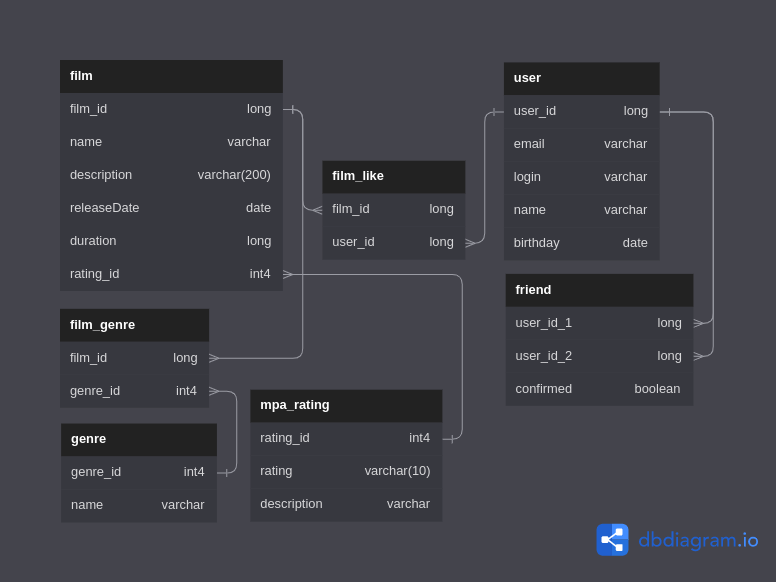 film
film_id long
name varchar
description varchar(200)
releaseDate date
duration long
rating_id int4
film_like
film_id long
user_id long
user
user_id long
email varchar
login varchar
name varchar
birthday date
friend
user_id_1 long
user_id_2 long
confirmed boolean
film_genre
film_id long
genre_id int4
genre
genre_id int4
name varchar
mpa_rating
rating_id int4
rating varchar(10)
description varchar
dbdiagram.io